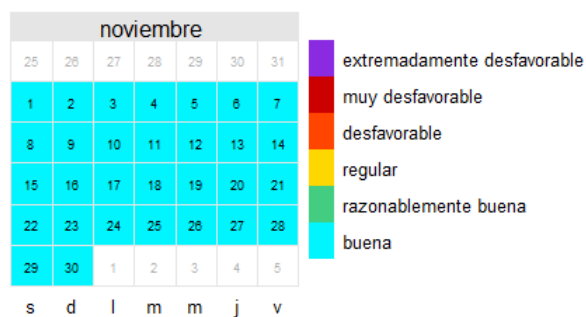 noviembre
25 26 27 28 29 30 31
1 2 3 4 5 6 7
8 9 10 11 12 13 14
15 16 17 18 19 20 21
22 23 24 25 26 27 28
29 30 1 2 3 4 5
s d l m m j v
extremadamente desfavorable
muy desfavorable
desfavorable
regular
razonablemente buena
buena